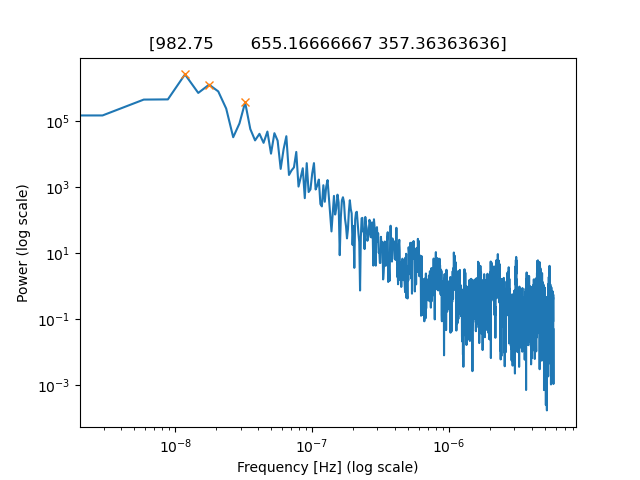 [982.75 655.16666667 357.36363636]
Power (log scale)
10⁵
10³
10¹
10⁻¹
10⁻³
10⁻⁸ 10⁻⁷ 10⁻⁶
Frequency [Hz] (log scale)